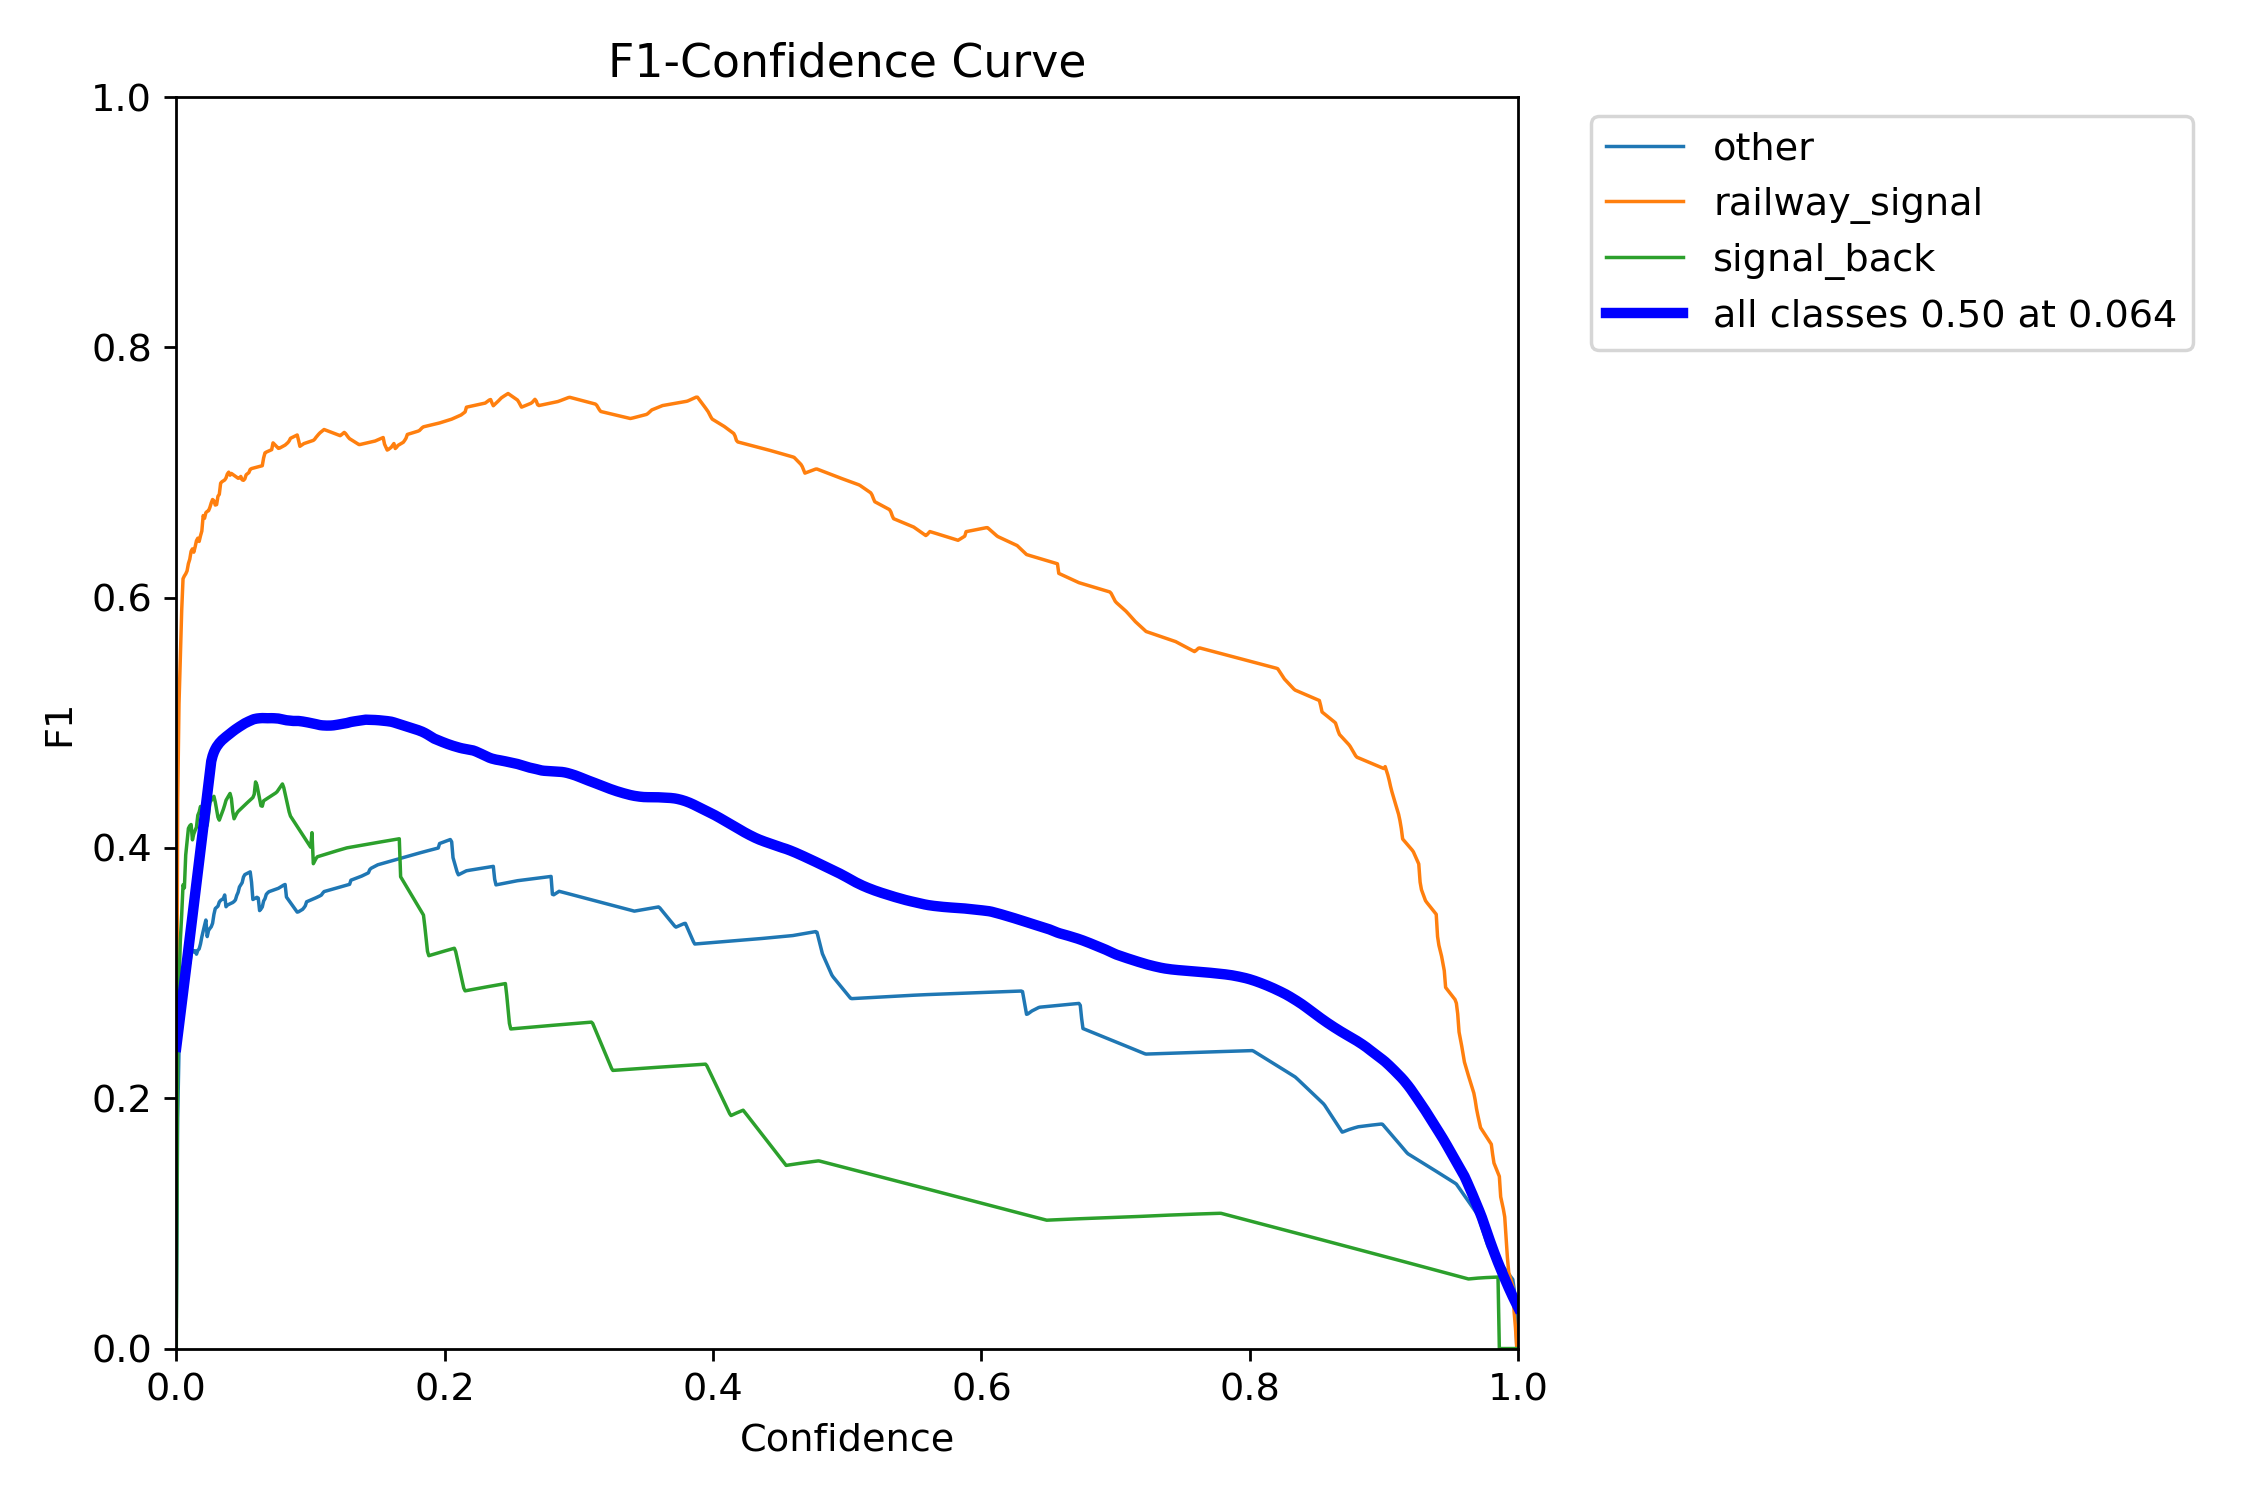 F1-Confidence Curve
1.0
0.8
0.6
0.4
0.2
0.0
F1
0.0 0.2 0.4 0.6 0.8 1.0
Confidence
other
railway_signal
signal_back
all classes 0.50 at 0.064